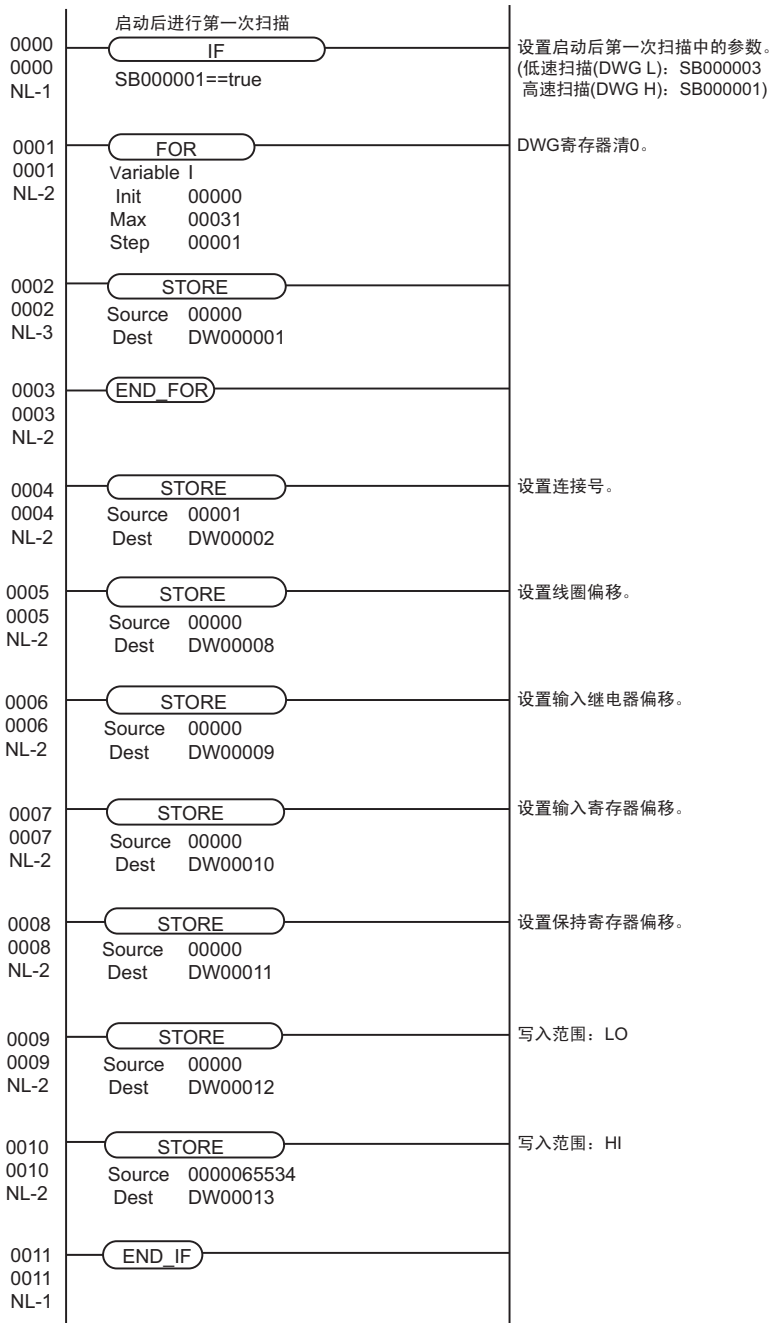 启动后进行第一次扫描
0000 IF 设置启动后第一次扫描中的参数。
0000 SB000001==true (低速扫描(DWG L)：SB000003
NL-1 高速扫描(DWG H)：SB000001)
0001 FOR DWG寄存器清0。
0001 Variable I
NL-2 Init 00000
Max 00031
Step 00001
0002 STORE
0002 Source 00000
NL-3 Dest DW000001
0003 END_FOR
0003
NL-2
0004 STORE 设置连接号。
0004 Source 00001
NL-2 Dest DW00002
0005 STORE 设置线圈偏移。
0005 Source 00000
NL-2 Dest DW00008
0006 STORE 设置输入继电器偏移。
0006 Source 00000
NL-2 Dest DW00009
0007 STORE 设置输入寄存器偏移。
0007 Source 00000
NL-2 Dest DW00010
0008 STORE 设置保持寄存器偏移。
0008 Source 00000
NL-2 Dest DW00011
0009 STORE 写入范围：LO
0009 Source 00000
NL-2 Dest DW00012
0010 STORE 写入范围：HI
0010 Source 0000065534
NL-2 Dest DW00013
0011 END_IF
0011
NL-1